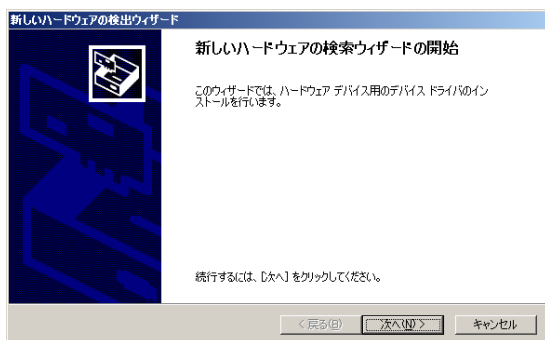 新しいハードウェアの検出ウィザード
新しいハードウェアの検索ウィザードの開始
このウィザードでは、ハードウェア デバイス用のデバイス ドライバのイン
ストールを行います。
続行するには、[次へ] をクリックしてください。
< 戻る(B)
次へ(N) >
キャンセル